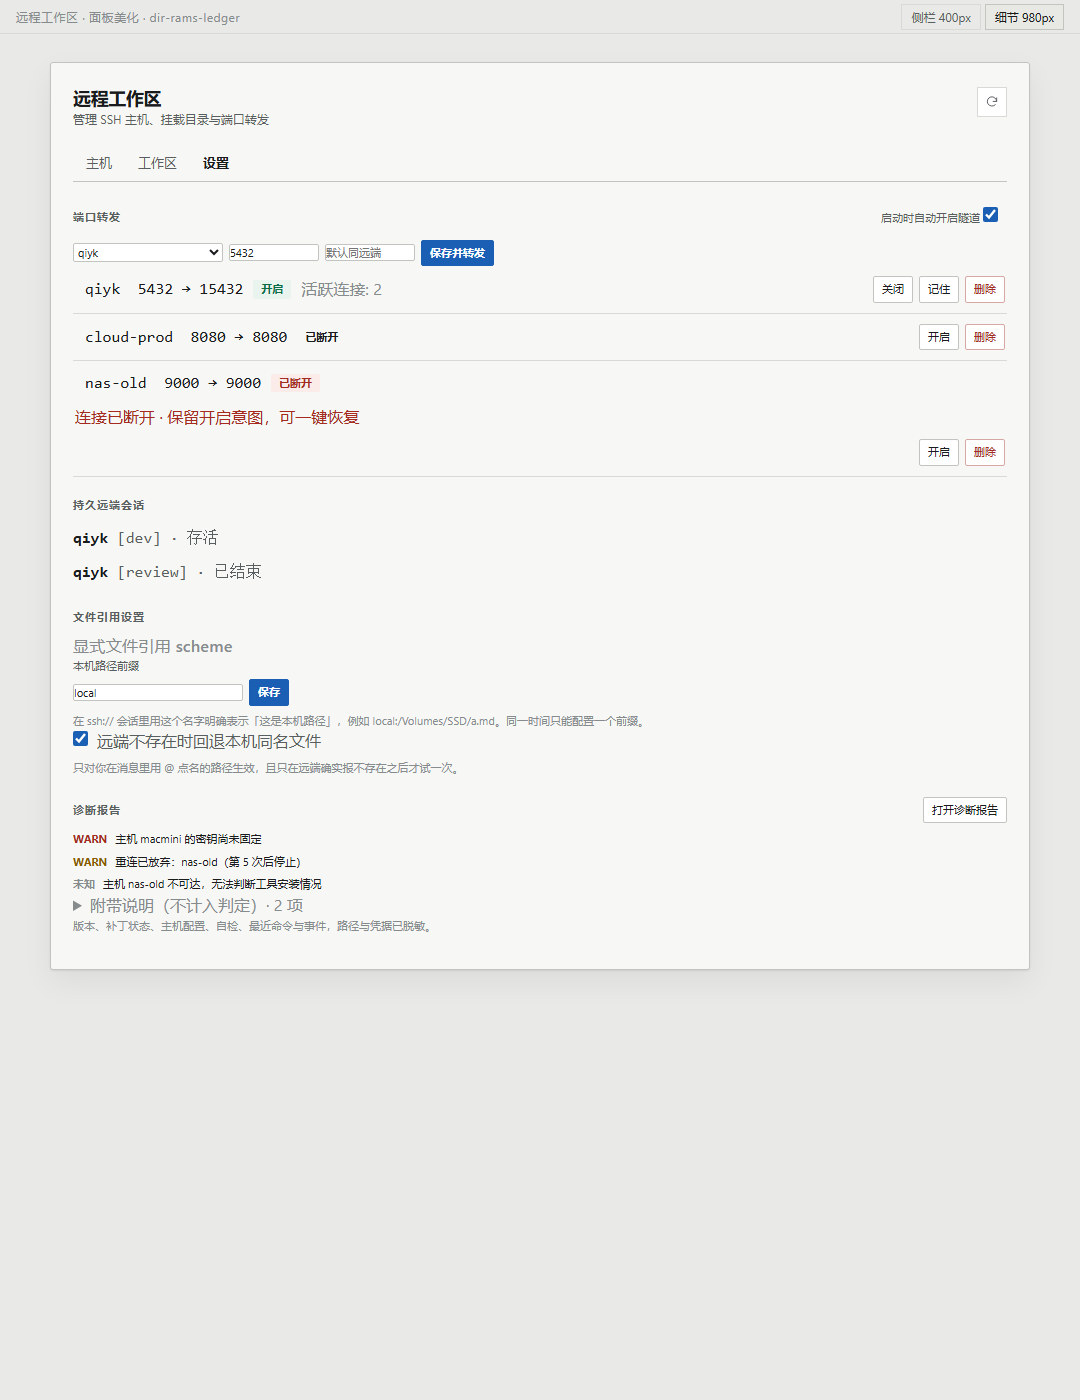 远程工作区 · 面板美化 · dir-rams-ledger
侧栏 400px
细节 980px
远程工作区
管理 SSH 主机、挂载目录与端口转发
主机
工作区
设置
端口转发
启动时自动开启隧道
qiyk
5432
默认同远端
保存并转发
qiyk 5432 → 15432 开启 活跃连接: 2
关闭
记住
删除
cloud-prod 8080 → 8080 已断开
开启
删除
nas-old 9000 → 9000 已断开
连接已断开 · 保留开启意图，可一键恢复
开启
删除
持久远端会话
qiyk [dev] · 存活
qiyk [review] · 已结束
文件引用设置
显式文件引用 scheme
本机路径前缀
local
保存
在 ssh:// 会话里用这个名字明确表示「这是本机路径」，例如 local:/Volumes/SSD/a.md。同一时间只能配置一个前缀。
远端不存在时回退本机同名文件
只对你在消息里用 @ 点名的路径生效，且只在远端确实报不存在之后才试一次。
诊断报告
打开诊断报告
WARN 主机 macmini 的密钥尚未固定
WARN 重连已放弃：nas-old（第 5 次后停止）
未知 主机 nas-old 不可达，无法判断工具安装情况
▶ 附带说明（不计入判定）· 2 项
版本、补丁状态、主机配置、自检、最近命令与事件，路径与凭据已脱敏。